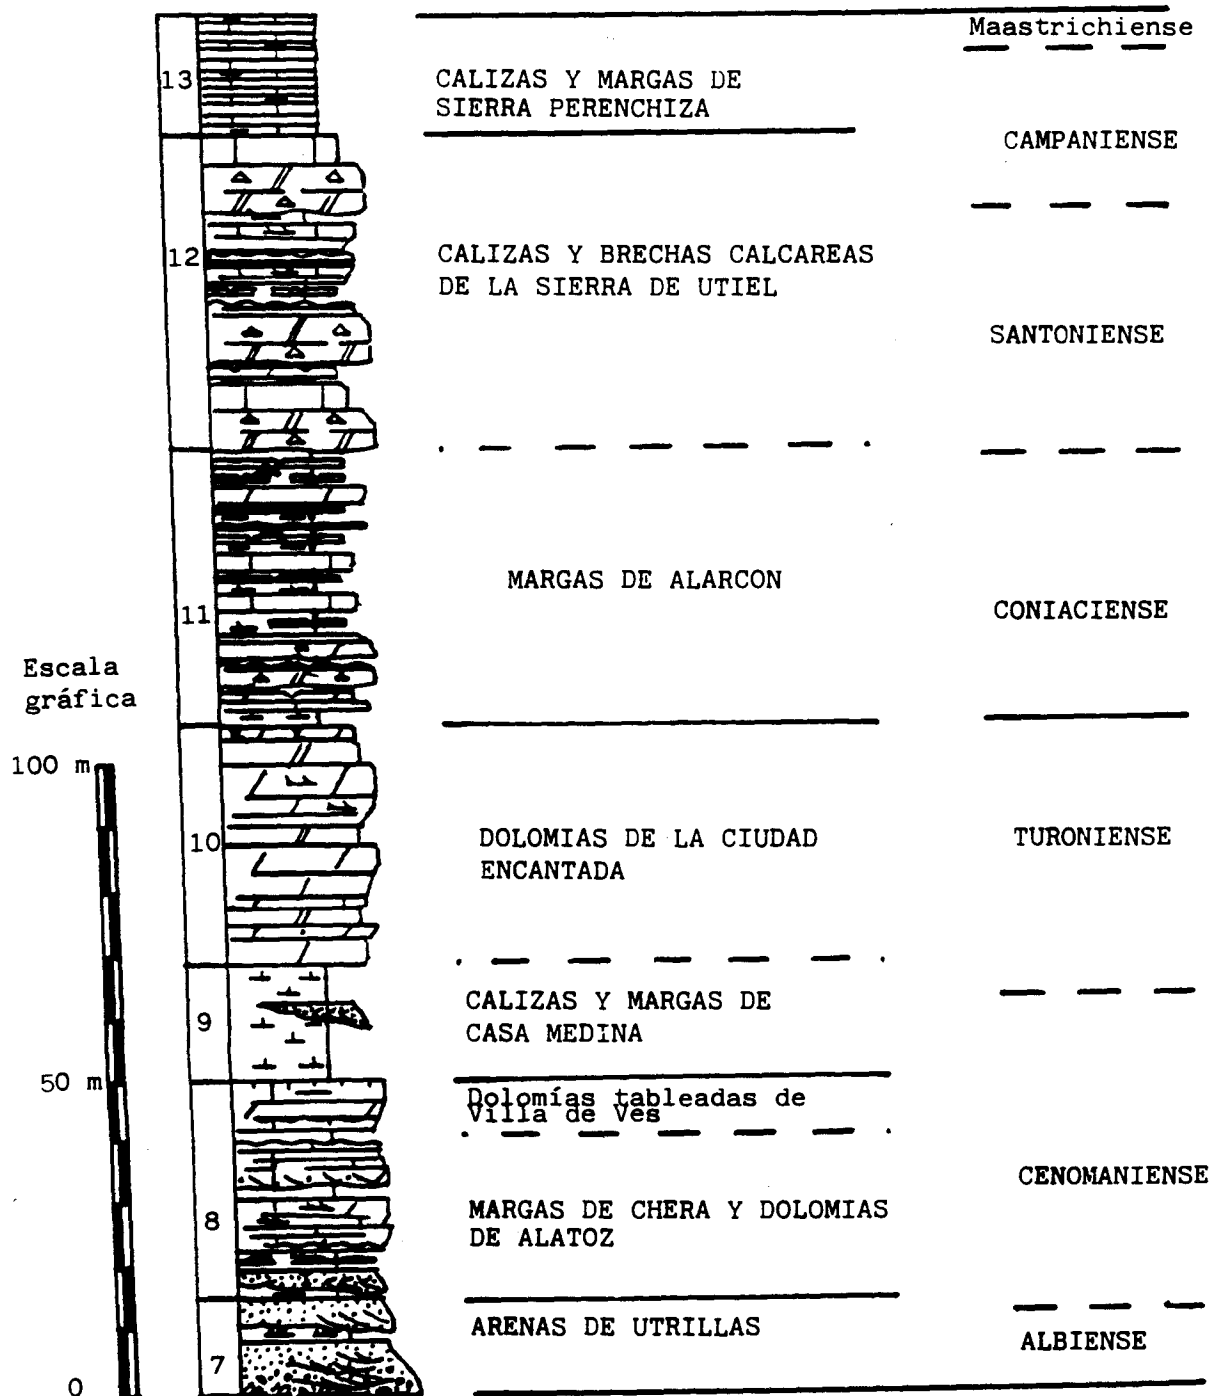 Maastrichiense
13
CALIZAS Y MARGAS DE
SIERRA PERENCHIZA
CAMPANIENSE
12
CALIZAS Y BRECHAS CALCAREAS
DE LA SIERRA DE UTIEL
SANTONIENSE
11
MARGAS DE ALARCON
CONIACIENSE
Escala
gráfica
100 m
10
DOLOMIAS DE LA CIUDAD
ENCANTADA
TURONIENSE
9
CALIZAS Y MARGAS DE
CASA MEDINA
50 m
Dolomías tableadas de
Villa de Ves
8
MARGAS DE CHERA Y DOLOMIAS
DE ALATOZ
CENOMANIENSE
7
ARENAS DE UTRILLAS
ALBIENSE
0